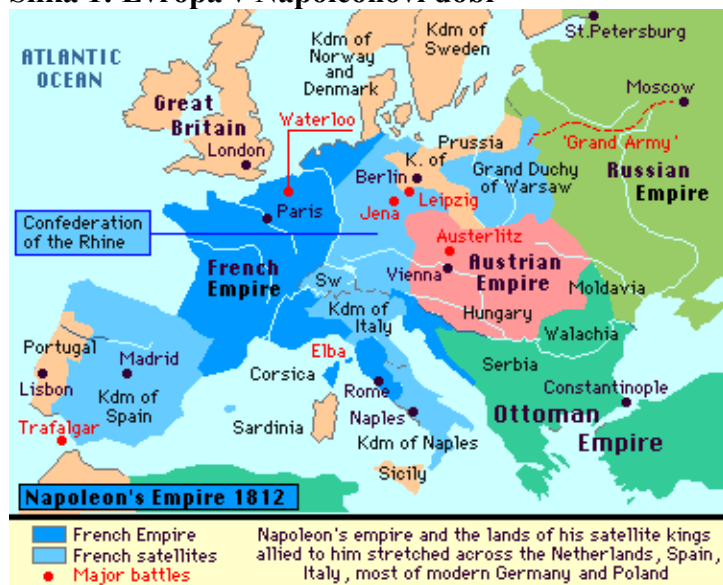 Slika 1: Evropa v Napoleonovi dobi
ATLANTIC
OCEAN
Kdm of
Norway
and
Denmark
Kdm of
Sweden
St.Petersburg
Moscow
Great
Britain
London
Waterloo
Prussia
K. of
'Grand Army'
Berlin
Grand Duchy
of Warsaw
Russian
Empire
Leipzig
Jena
Paris
Confederation
of the Rhine
Austerlitz
French
Empire
Vienna
Austrian
Empire
Sw
Moldavia
Kdm of
Italy
Hungary
Walachia
Portugal
Madrid
Elba
Serbia
Corsica
Lisbon
Kdm of
Spain
Rome
Constantinople
Naples
Ottoman
Empire
Trafalgar
Sardinia
Kdm of Naples
Sicily
Napoleon's Empire 1812
French Empire
French satellites
Major battles
Napoleon's empire and the lands of his satellite kings
allied to him stretched across the Netherlands, Spain,
Italy, most of modern Germany and Poland